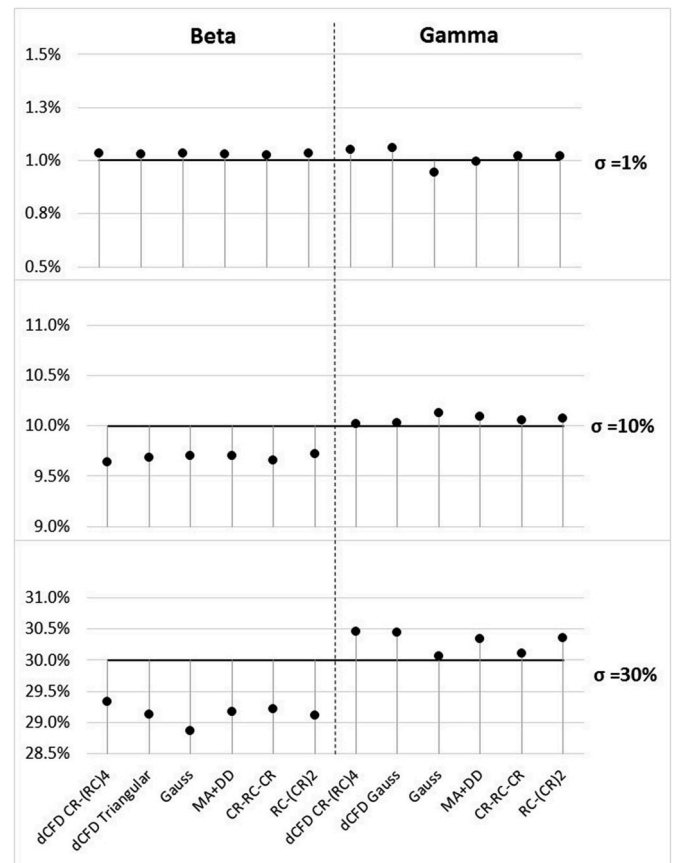 Beta Gamma
1.5%
1.3%
1.0%
σ =1%
0.8%
0.5%
11.0%
10.5%
10.0%
σ =10%
9.5%
9.0%
31.0%
30.5%
30.0%
σ =30%
29.5%
29.0%
28.5%
dCFD CR-(RC)4
dCFD Triangular
Gauss
MA+DD
CR-RC-CR
RC-(CR)2
dCFD CR-(RC)4
dCFD Gauss
Gauss
MA+DD
CR-RC-CR
RC-(CR)2